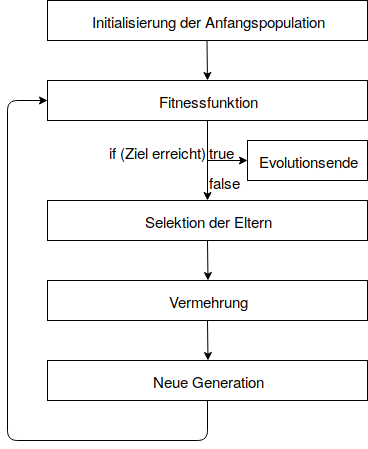 Initialisierung der Anfangspopulation
Fitnessfunktion
if (Ziel erreicht) true
Evolutionsende
false
Selektion der Eltern
Vermehrung
Neue Generation